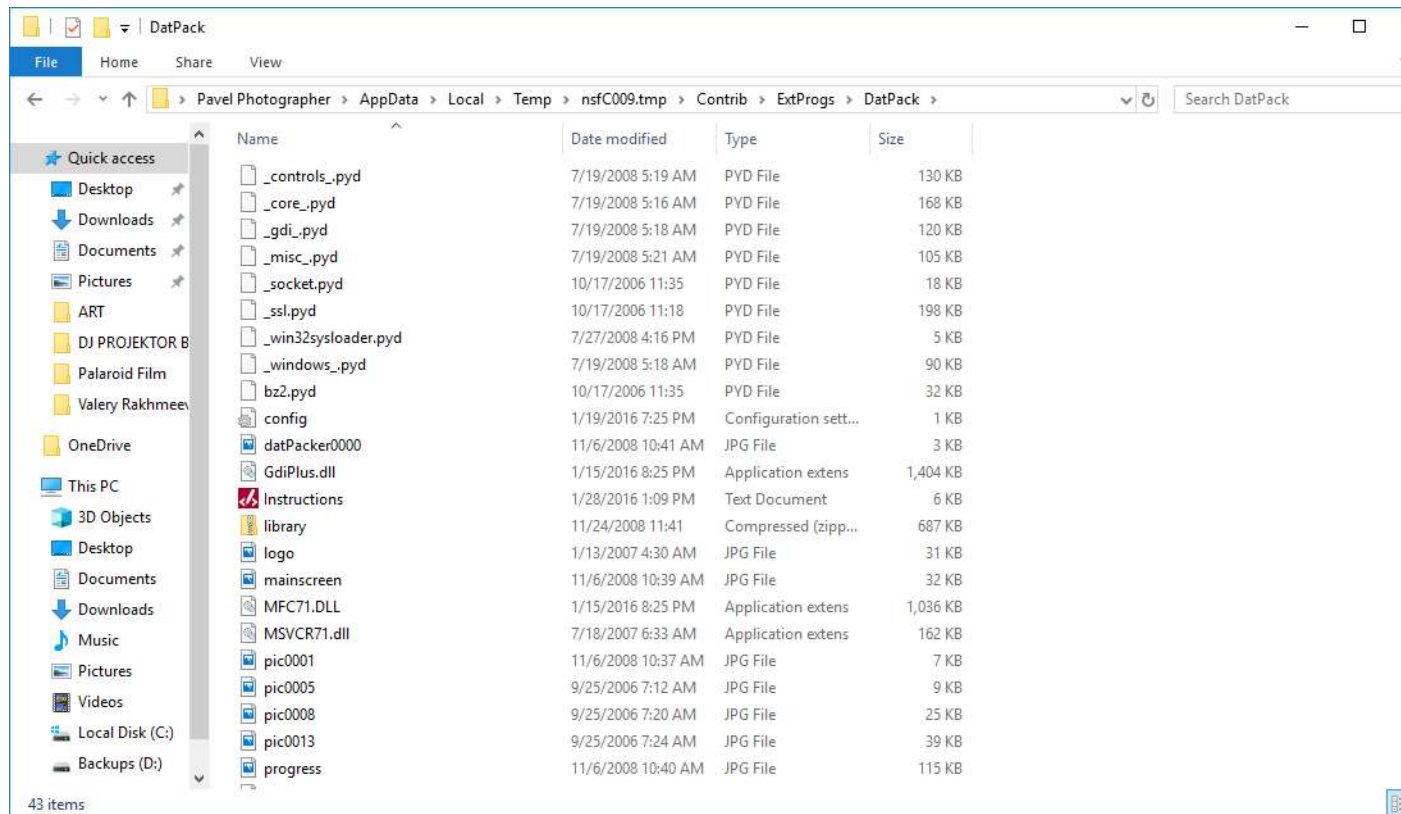 DatPack
File Home Share View
Pavel Photographer > AppData > Local > Temp > nsfC009.tmp > Contrib > ExtProgs > DatPack >
Search DatPack
Name Date modified Type Size
Quick access
Desktop
Downloads
Documents
Pictures
ART
DJ PROJEKTOR B
Palaroid Film
Valery Rakhmee
OneDrive
This PC
3D Objects
Desktop
Documents
Downloads
Music
Pictures
Videos
Local Disk (C:)
Backups (D:)
_controls_.pyd 7/19/2008 5:19 AM PYD File 130 KB
_core_.pyd 7/19/2008 5:16 AM PYD File 168 KB
_gdi_.pyd 7/19/2008 5:18 AM PYD File 120 KB
_misc_.pyd 7/19/2008 5:21 AM PYD File 105 KB
_socket.pyd 10/17/2006 11:35 PYD File 18 KB
_ssl.pyd 10/17/2006 11:18 PYD File 198 KB
_win32sysloader.pyd 7/27/2008 4:16 PM PYD File 5 KB
_windows_.pyd 7/19/2008 5:18 AM PYD File 90 KB
bz2.pyd 10/17/2006 11:35 PYD File 32 KB
config 1/19/2016 7:25 PM Configuration sett... 1 KB
datPacker0000 11/6/2008 10:41 AM JPG File 3 KB
GdiPlus.dll 1/15/2016 8:25 PM Application extens 1,404 KB
Instructions 1/28/2016 1:09 PM Text Document 6 KB
library 11/24/2008 11:41 Compressed (zipp... 687 KB
logo 1/13/2007 4:30 AM JPG File 31 KB
mainscreen 11/6/2008 10:39 AM JPG File 32 KB
MFC71.DLL 1/15/2016 8:25 PM Application extens 1,036 KB
MSVCR71.dll 7/18/2007 6:33 AM Application extens 162 KB
pic0001 11/6/2008 10:37 AM JPG File 7 KB
pic0005 9/25/2006 7:12 AM JPG File 9 KB
pic0008 9/25/2006 7:20 AM JPG File 25 KB
pic0013 9/25/2006 7:24 AM JPG File 39 KB
progress 11/6/2008 10:40 AM JPG File 115 KB
43 items